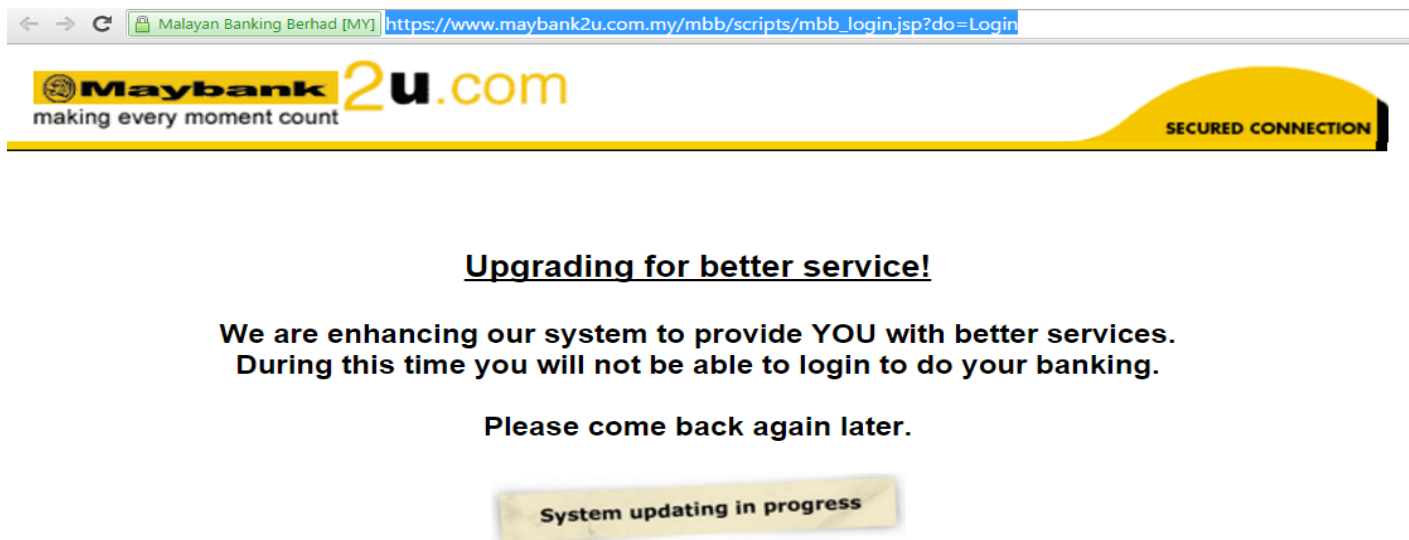 Malayan Banking Berhad [MY] https://www.maybank2u.com.my/mbb/scripts/mbb_login.jsp?do=Login
Maybank2u.com
making every moment count
SECURED CONNECTION
Upgrading for better service!
We are enhancing our system to provide YOU with better services.
During this time you will not be able to login to do your banking.
Please come back again later.
System updating in progress